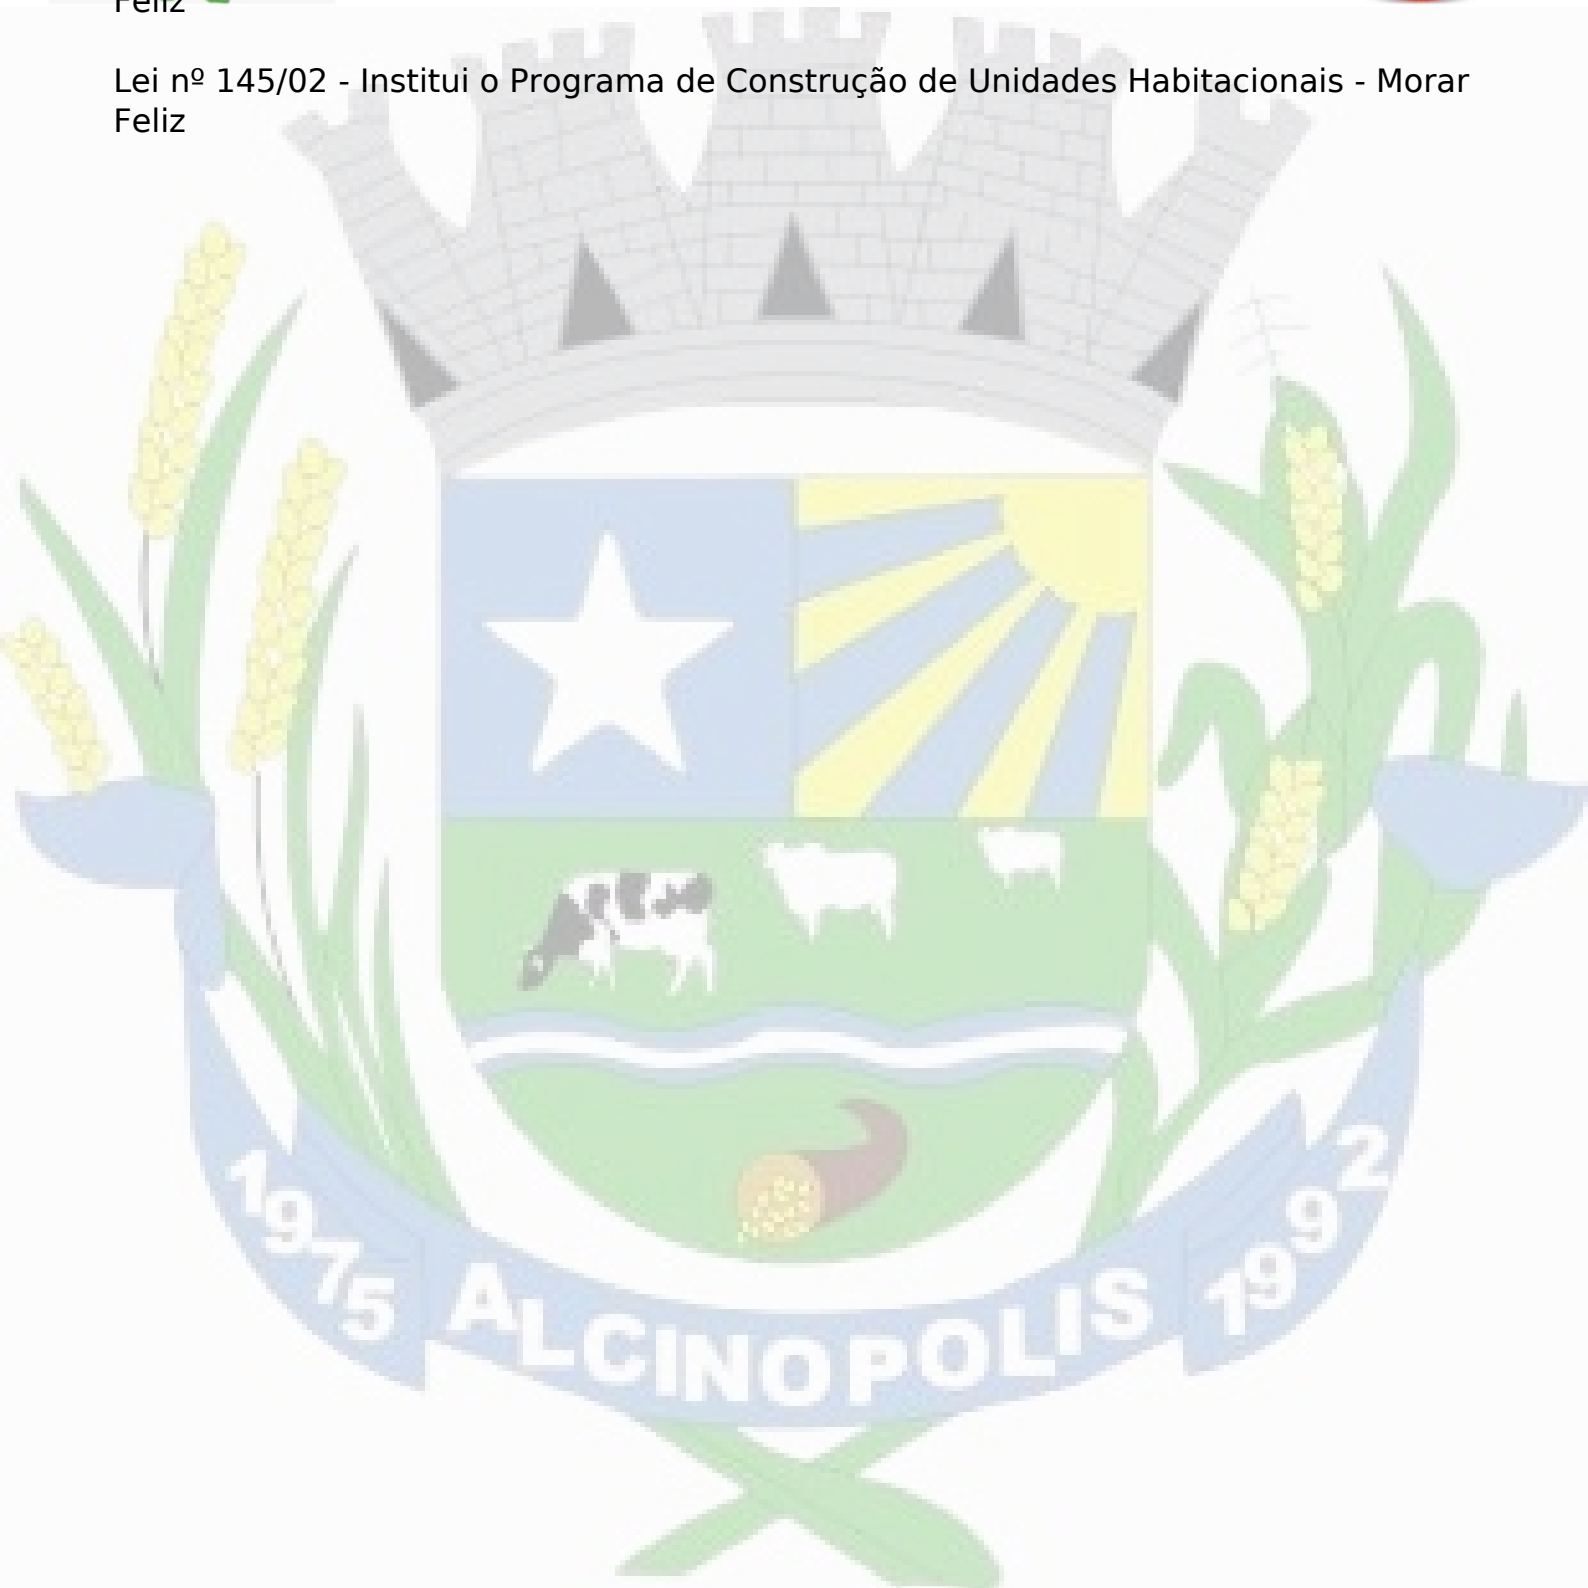 Feliz
Lei nº 145/02 - Institui o Programa de Construção de Unidades Habitacionais - Morar
Feliz
1975 ALCINOPOLIS 1992